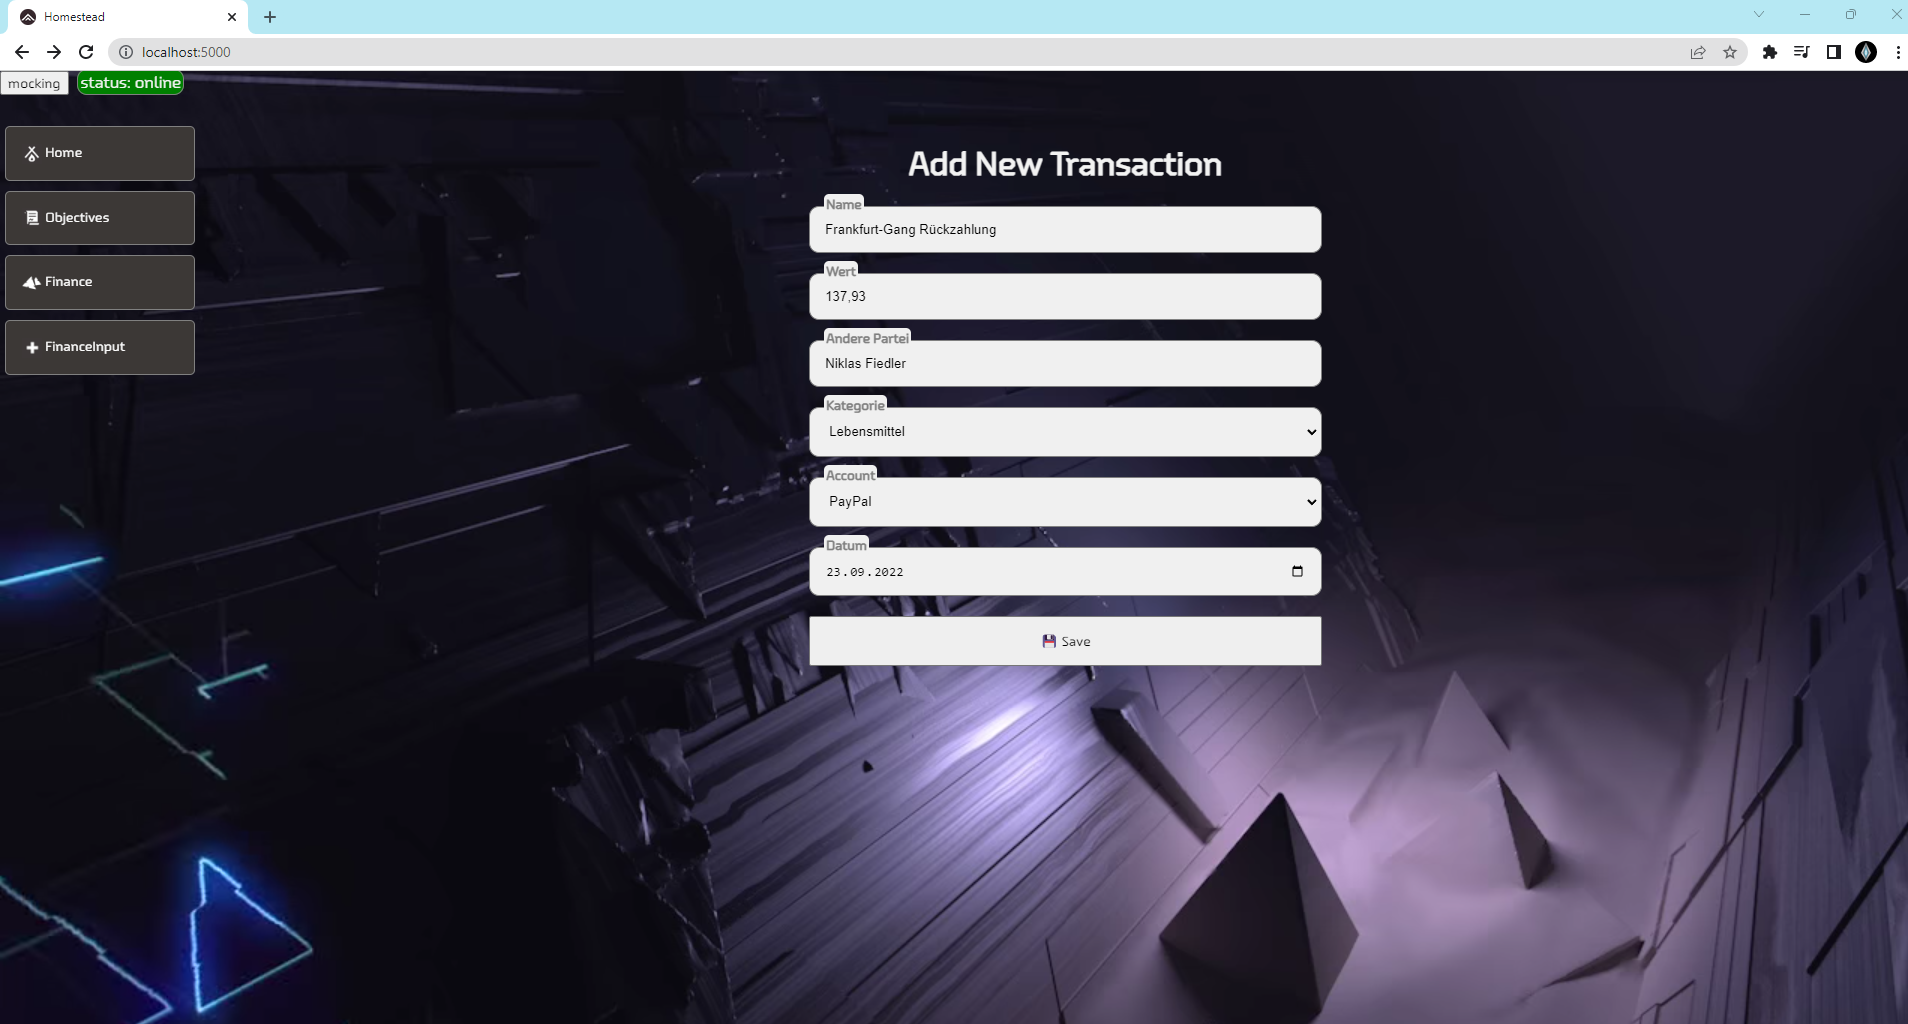 Homestead
localhost:5000
mocking
status: online
Home
Objectives
Finance
FinanceInput
Add New Transaction
Name
Frankfurt-Gang Rückzahlung
Wert
137,93
Andere Partei
Niklas Fiedler
Kategorie
Lebensmittel
Account
PayPal
Datum
23.09.2022
Save